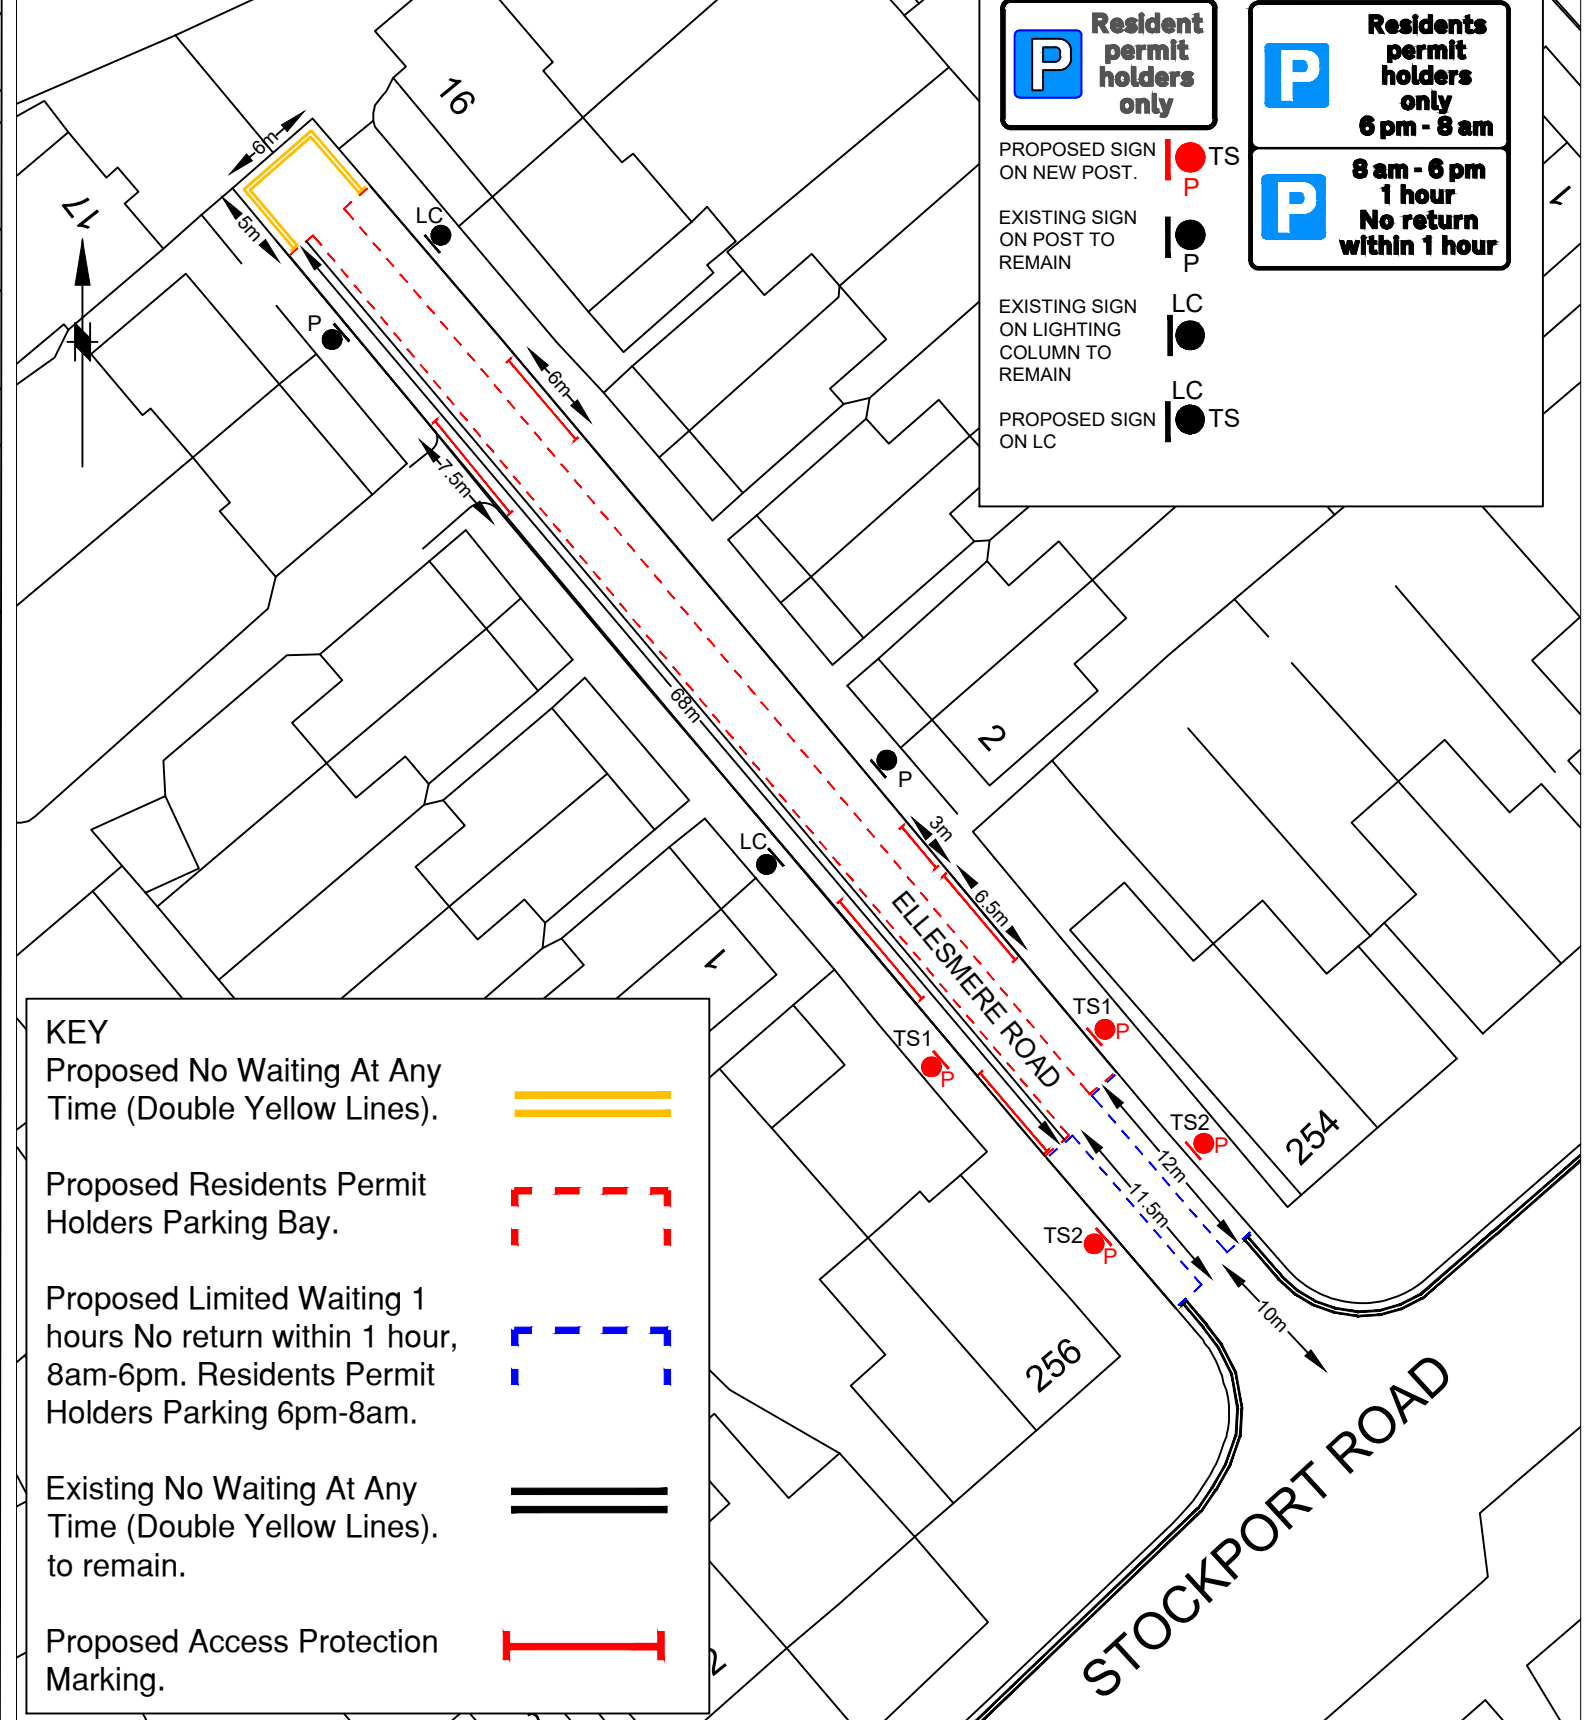 Resident
permit
holders
only
P
Residents
permit
holders
only
6 pm - 8 am
P
8 am - 6 pm
1 hour
No return
within 1 hour
P
PROPOSED SIGN
ON NEW POST.
TS
P
EXISTING SIGN
ON POST TO
REMAIN
P
EXISTING SIGN
ON LIGHTING
COLUMN TO
REMAIN
LC
PROPOSED SIGN
ON LC
LC
TS
16
17
1
6m
5m
LC
P
6m
7.5m
68m
2
P
LC
3m
6.5m
1
ELLESMERE ROAD
TS1
P
TS1
P
TS2
P
12m
11.5m
254
TS2
P
10m
256
STOCKPORT ROAD
2
KEY
Proposed No Waiting At Any
Time (Double Yellow Lines).
Proposed Residents Permit
Holders Parking Bay.
Proposed Limited Waiting 1
hours No return within 1 hour,
8am-6pm. Residents Permit
Holders Parking 6pm-8am.
Existing No Waiting At Any
Time (Double Yellow Lines).
to remain.
Proposed Access Protection
Marking.